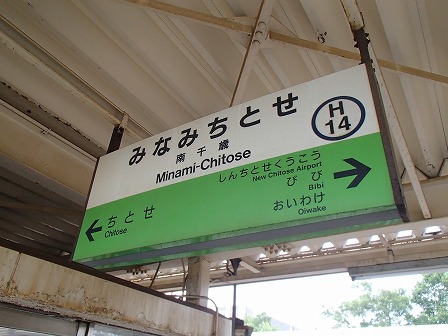 みなみちとせ
南千歳
Minami-Chitose
H
14
しんちとせくうこう
New Chitose Airport
びび
Bibi
おいわけ
Oiwake
→
← ちとせ
Chitose